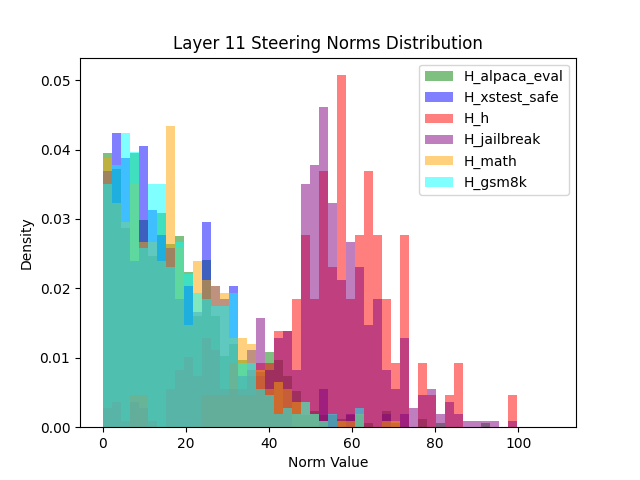 Layer 11 Steering Norms Distribution
H_alpaca_eval
H_xstest_safe
H_h
H_jailbreak
H_math
H_gsm8k
Density
0.05
0.04
0.03
0.02
0.01
0.00
0
20
40
60
80
100
Norm Value